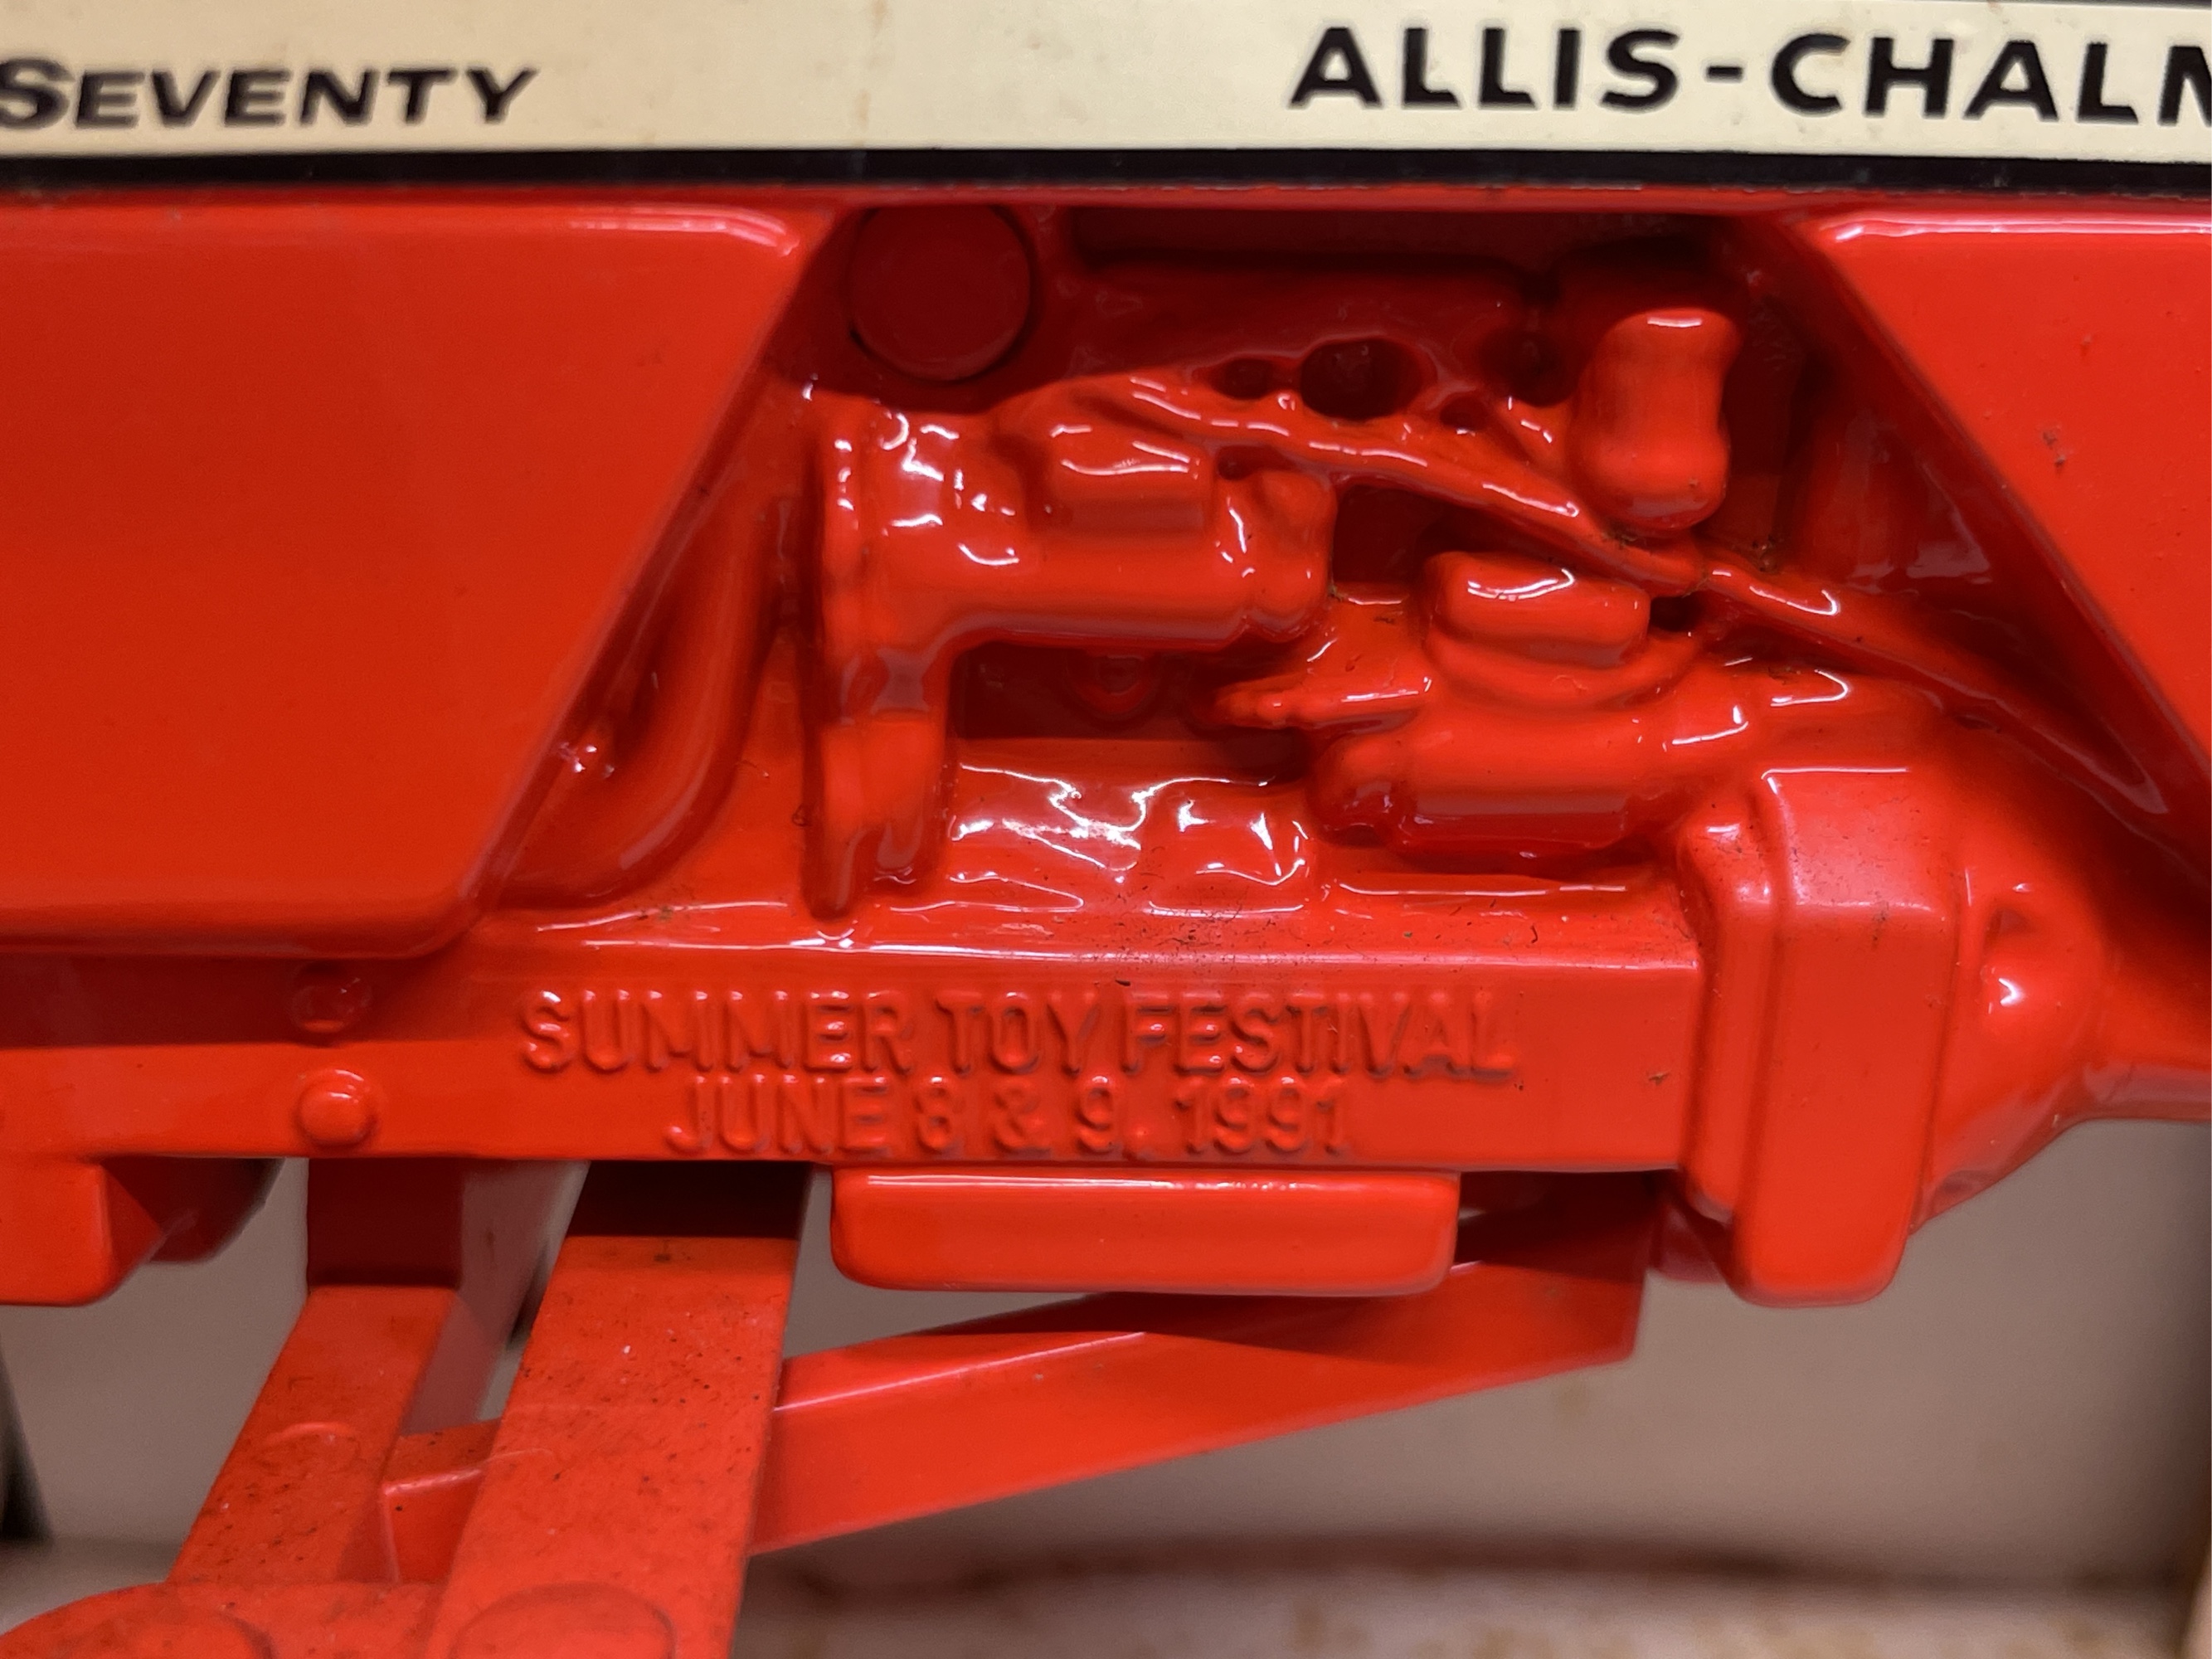 SEVENTY
ALLIS-CHALM
SUMMER TOY FESTIVAL
JUNE 8 & 9, 1991